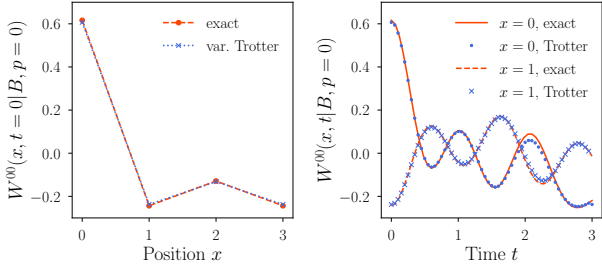 exact
var. Trotter
W⁰⁰(x, t = 0|B, p = 0)
0.6
0.4
0.2
0.0
−0.2
0
1
2
3
Position x
x = 0, exact
x = 0, Trotter
x = 1, exact
x = 1, Trotter
W⁰⁰(x, t|B, p = 0)
0.6
0.4
0.2
0.0
−0.2
0
1
2
3
Time t